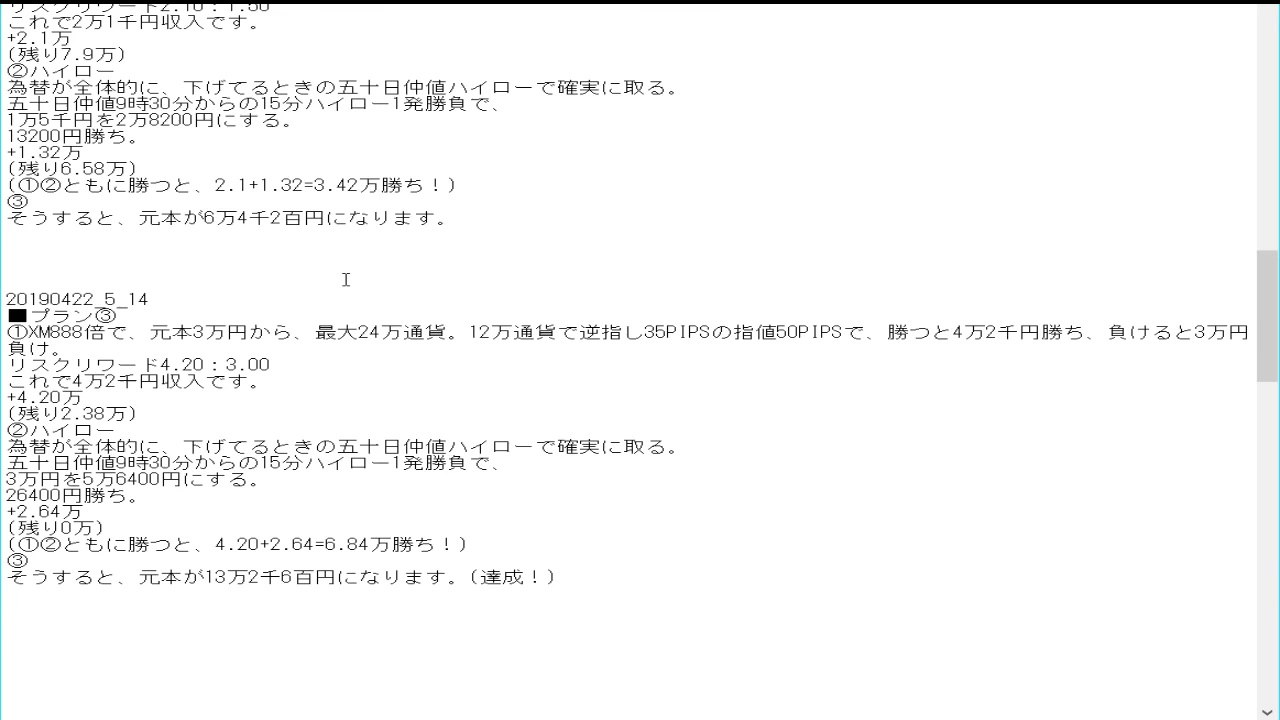 リスクリワード2.10：1.50
これで2万1千円収入です。
+2.1万
(残り7.9万)
②ハイロー
為替が全体的に、下げてるときの五十日仲値ハイローで確実に取る。
五十日仲値9時30分からの15分ハイロー1発勝負で、
1万5千円を2万8200円にする。
13200円勝ち。
+1.32万
(残り6.58万)
(①②ともに勝つと、2.1+1.32=3.42万勝ち！)
③
そうすると、元本が6万4千2百円になります。
20190422_5_14
■プラン③
①XM888倍で、元本3万円から、最大24万通貨。12万通貨で逆指し35PIPSの指値50PIPSで、勝つと4万2千円勝ち、負けると3万円
負け。
リスクリワード4.20：3.00
これで4万2千円収入です。
+4.20万
(残り2.38万)
②ハイロー
為替が全体的に、下げてるときの五十日仲値ハイローで確実に取る。
五十日仲値9時30分からの15分ハイロー1発勝負で、
3万円を5万6400円にする。
26400円勝ち。
+2.64万
(残り0万)
(①②ともに勝つと、4.20+2.64=6.84万勝ち！)
③
そうすると、元本が13万2千6百円になります。(達成！)